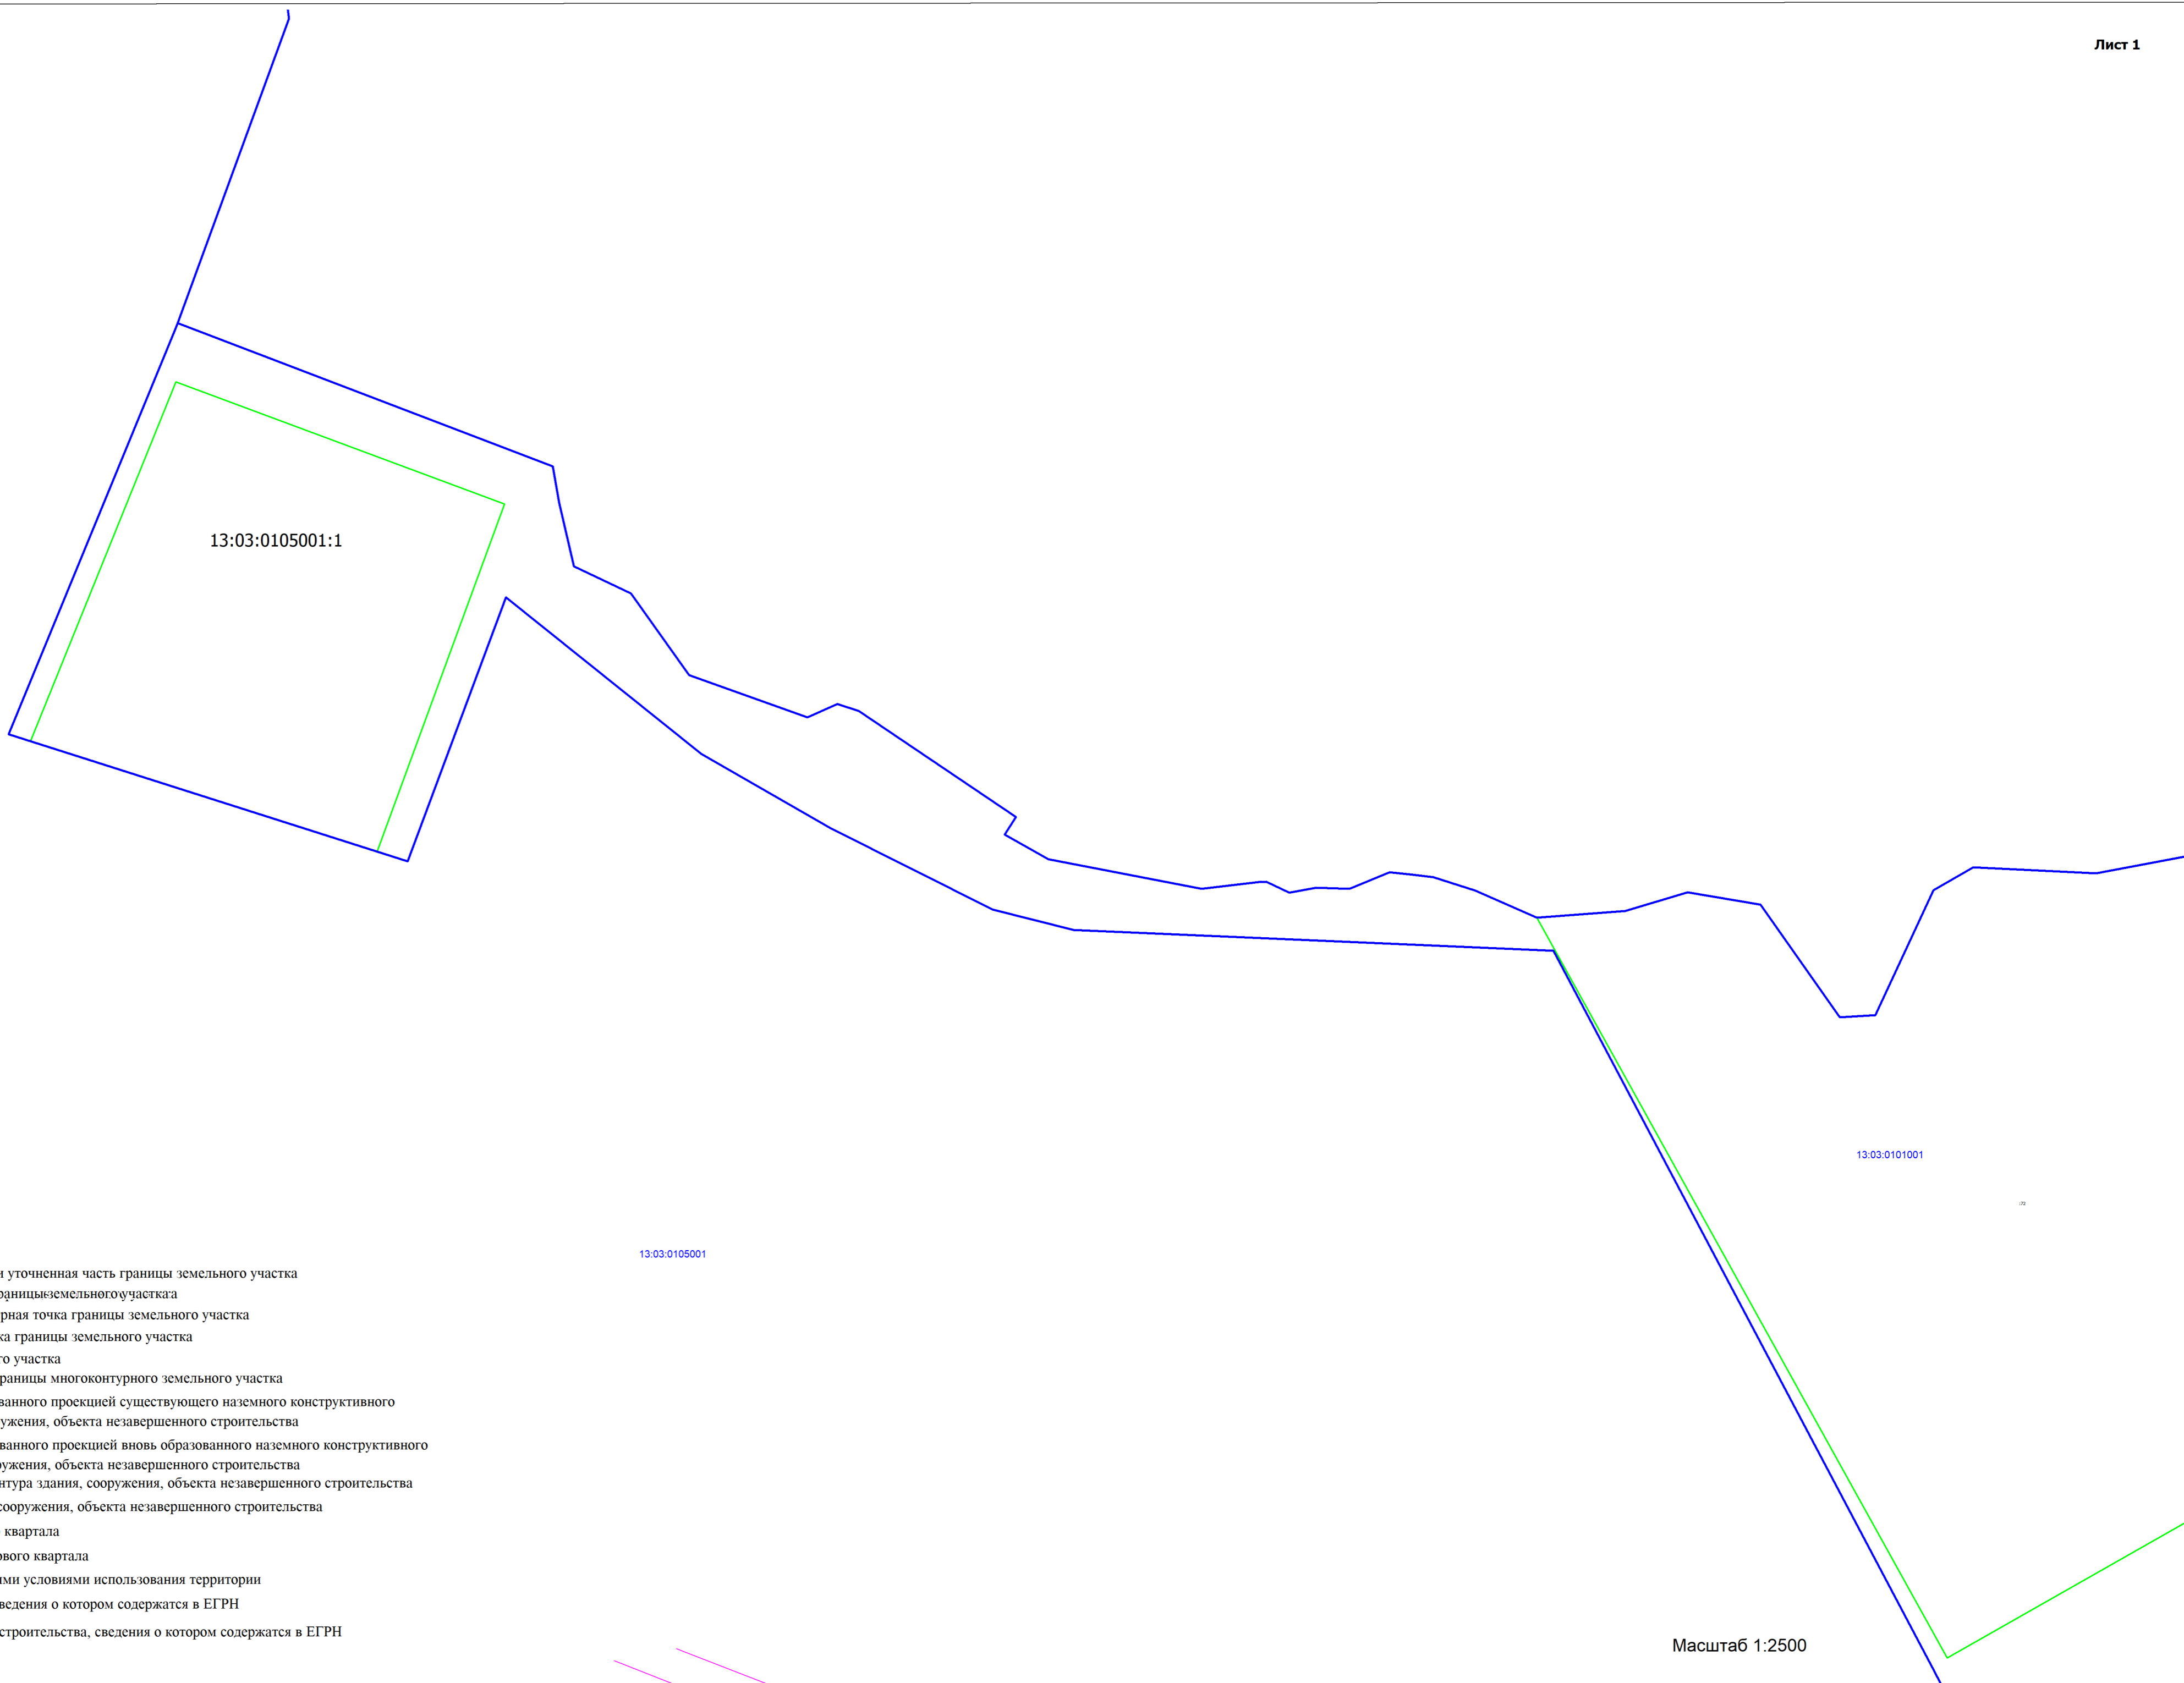 Лист 1
13:03:0105001:1
13:03:0101001
:72
13:03:0105001
и уточненная часть границы земельного участка
раницы земельного участка
рная точка границы земельного участка
ка границы земельного участка
го участка
раницы многоконтурного земельного участка
ванного проекцией существующего наземного конструктивного
ужения, объекта незавершенного строительства
ванного проекцией вновь образованного наземного конструктивного
ружения, объекта незавершенного строительства
нтура здания, сооружения, объекта незавершенного строительства
сооружения, объекта незавершенного строительства
квартала
ового квартала
ыми условиями использования территории
ведения о котором содержатся в ЕГРН
строительства, сведения о котором содержатся в ЕГРН
Масштаб 1:2500